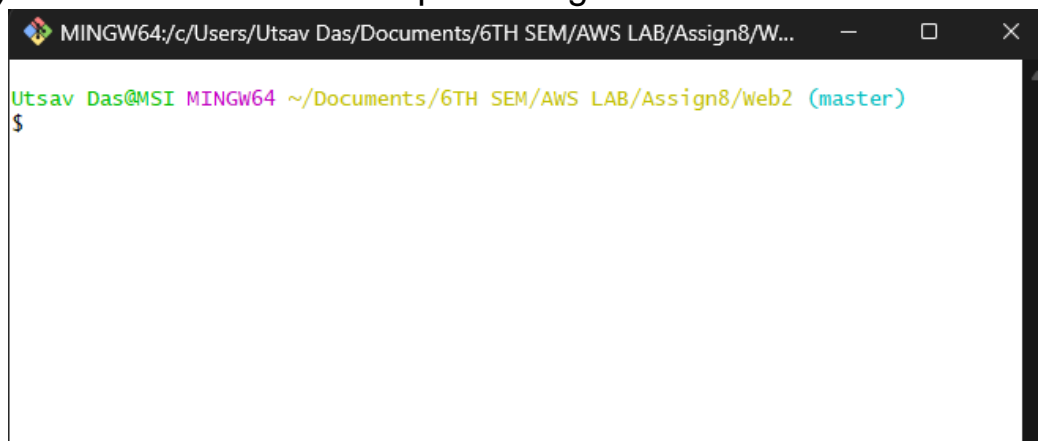 MINGW64:/c/Users/Utsav Das/Documents/6TH SEM/AWS LAB/Assign8/W...
Utsav Das@MSI MINGW64 ~/Documents/6TH SEM/AWS LAB/Assign8/Web2 (master)
$